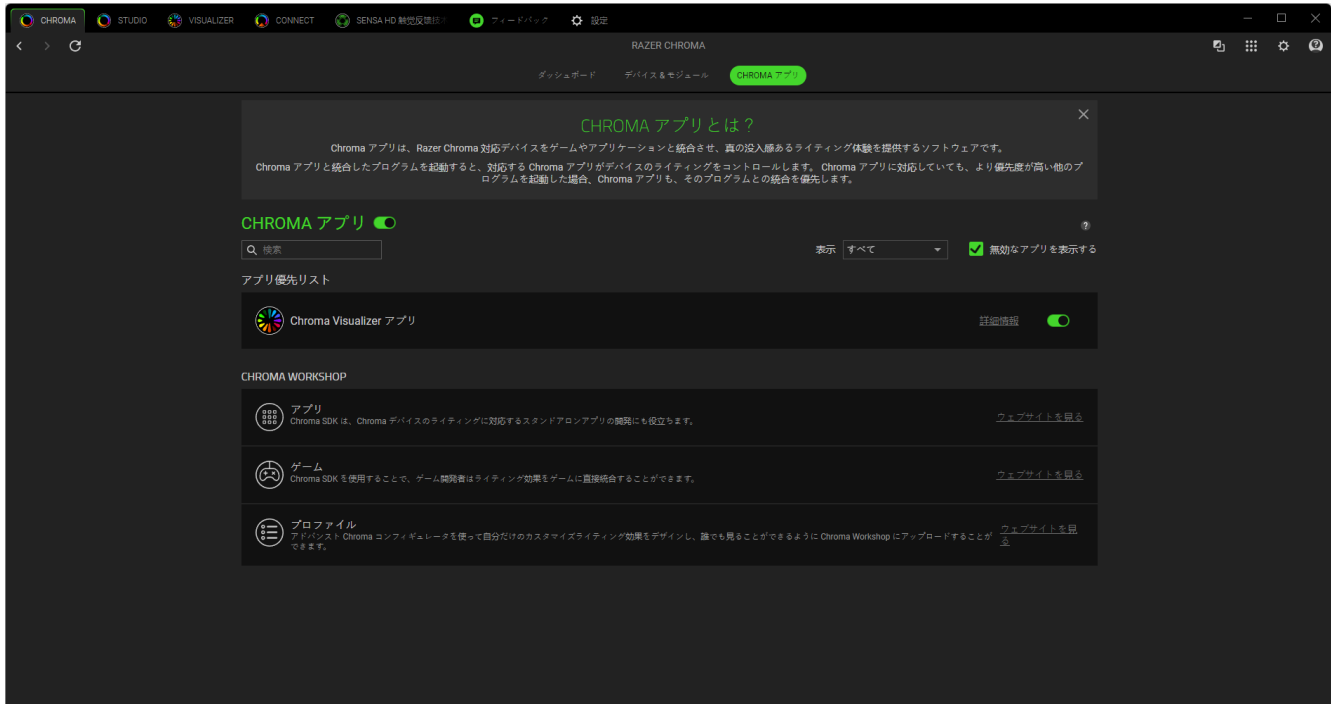 CHROMA
STUDIO
VISUALIZER
CONNECT
SENSA HD 触觉反馈技
フィードバック
設定
RAZER CHROMA
ダッシュボード
デバイス & モジュール
CHROMA アプリ
CHROMA アプリとは？
Chroma アプリは、Razer Chroma 対応デバイスをゲームやアプリケーションと統合させ、真の没入感あるライティング体験を提供するソフトウェアです。
Chroma アプリと統合したプログラムを起動すると、対応する Chroma アプリがデバイスのライティングをコントロールします。 Chroma アプリに対応していても、より優先度が高い他のプ
ログラムを起動した場合、Chroma アプリも、そのプログラムとの統合を優先します。
CHROMA アプリ
?
検索
表示
すべて
無効なアプリを表示する
アプリ優先リスト
Chroma Visualizer アプリ
詳細情報
CHROMA WORKSHOP
アプリ
Chroma SDK は、Chroma デバイスのライティングに対応するスタンドアロンアプリの開発にも役立ちます。
ウェブサイトを見る
ゲーム
Chroma SDK を使用することで、ゲーム開発者はライティング効果をゲームに直接統合することができます。
ウェブサイトを見る
プロファイル
アドバンスト Chroma コンフィギュレータを使って自分だけのカスタマイズライティング効果をデザインし、誰でも見ることができるように Chroma Workshop にアップロードすることが
できます。
ウェブサイトを見
る